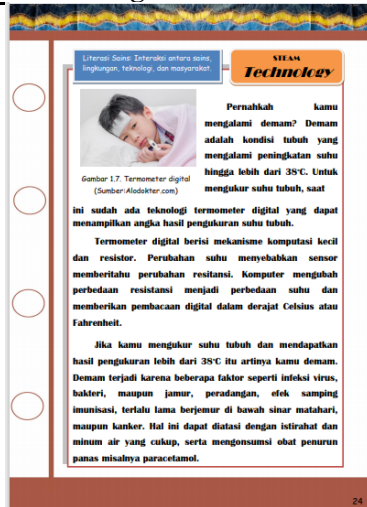 Literasi Sains: Interaksi antara sains,
lingkungan, teknologi, dan masyarakat.
STEAM
Technology
Pernahkah kamu
mengalami demam? Demam
adalah kondisi tubuh yang
mengalami peningkatan suhu
hingga lebih dari 38°C. Untuk
mengukur suhu tubuh, saat
Gambar 1.7. Termometer digital
(Sumber:Alodokter.com)
ini sudah ada teknologi termometer digital yang dapat
menampilkan angka hasil pengukuran suhu tubuh.
Termometer digital berisi mekanisme komputasi kecil
dan resistor. Perubahan suhu menyebabkan sensor
memberitahu perubahan resitansi. Komputer mengubah
perbedaan resistansi menjadi perbedaan suhu dan
memberikan pembacaan digital dalam derajat Celsius atau
Fahrenheit.
Jika kamu mengukur suhu tubuh dan mendapatkan
hasil pengukuran lebih dari 38°C itu artinya kamu demam.
Demam terjadi karena beberapa faktor seperti infeksi virus,
bakteri, maupun jamur, peradangan, efek samping
imunisasi, terlalu lama berjemur di bawah sinar matahari,
maupun kanker. Hal ini dapat diatasi dengan istirahat dan
minum air yang cukup, serta mengonsumsi obat penurun
panas misalnya paracetamol.
24